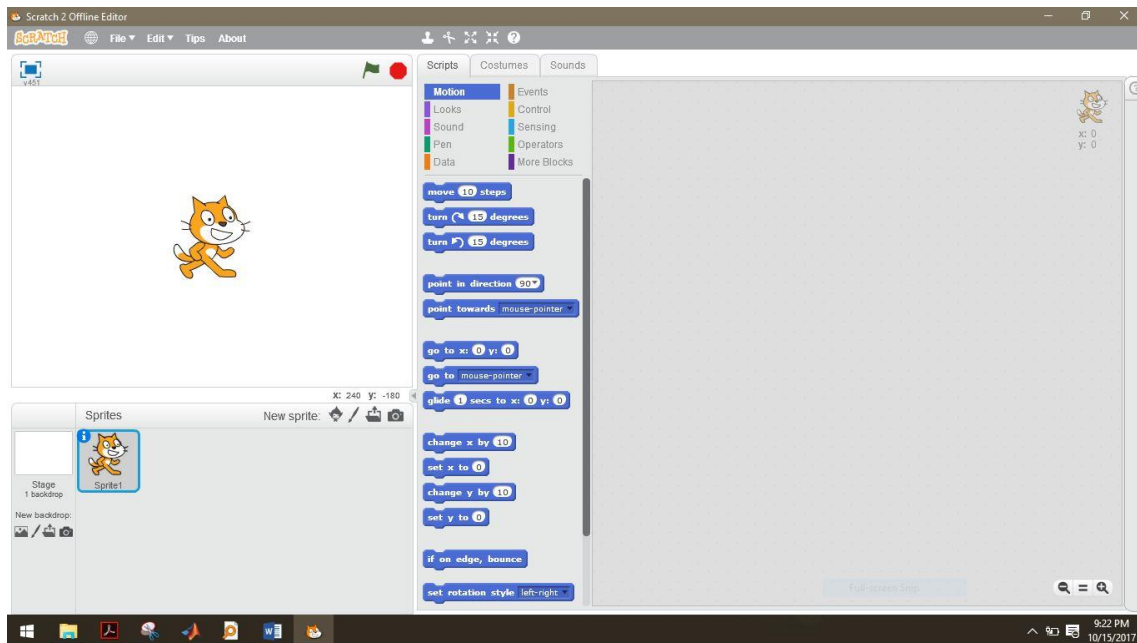 Scratch 2 Offline Editor
SCRATCH File Edit Tips About
v451
Scripts Costumes Sounds
Motion Events
Looks Control
Sound Sensing
Pen Operators
Data More Blocks
x: 0
y: 0
move 10 steps
turn 15 degrees
turn 15 degrees
point in direction 90
point towards mouse-pointer
go to x: 0 y: 0
go to mouse-pointer
glide 1 secs to x: 0 y: 0
change x by 10
set x to 0
change y by 10
set y to 0
if on edge, bounce
set rotation style left-right
X: 240 Y: -180
Sprites New sprite:
Stage
1 backdrop
Sprite1
New backdrop:
Full-screen Snip
9:22 PM
10/15/2017